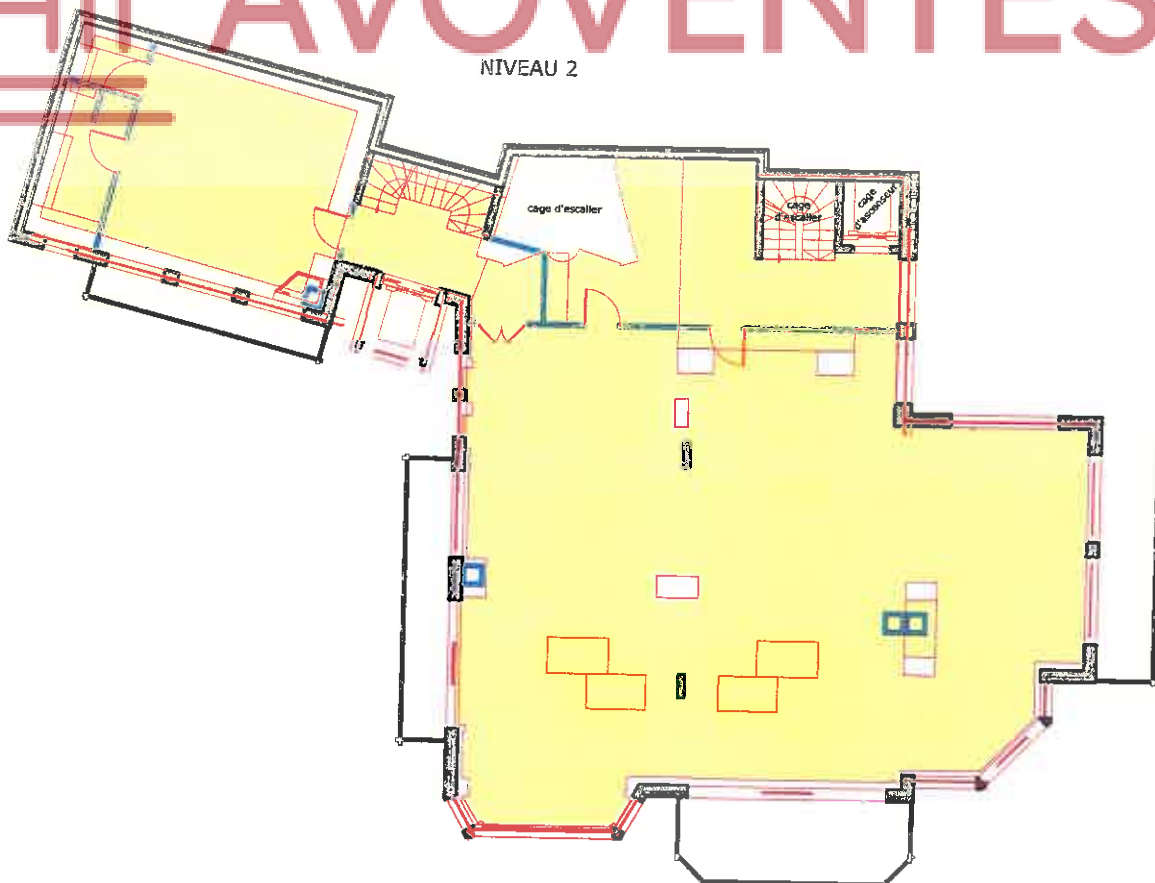 AVOVENTES
NIVEAU 2
cage d'escalier
cage
d'escalier
cage
d'ascenseur